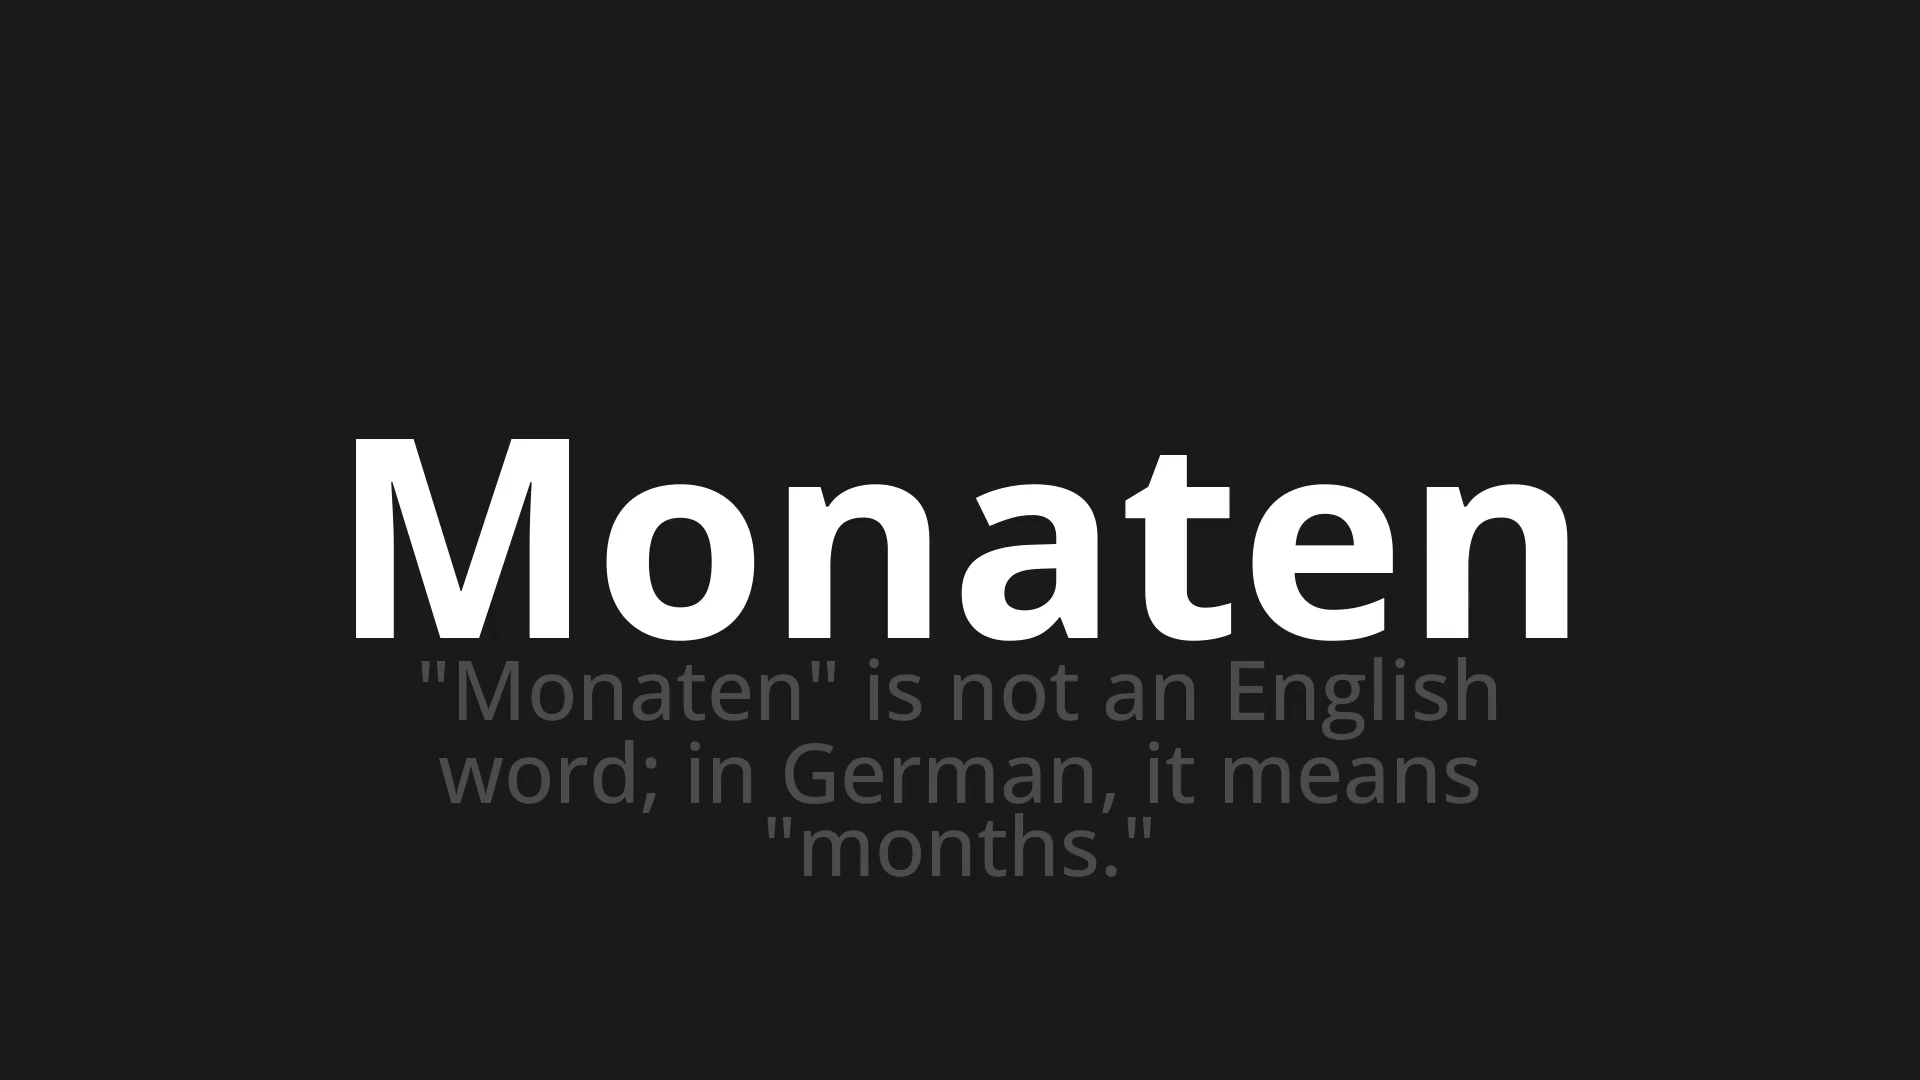 Monaten
"Monaten" is not an English
word; in German, it means
"months."